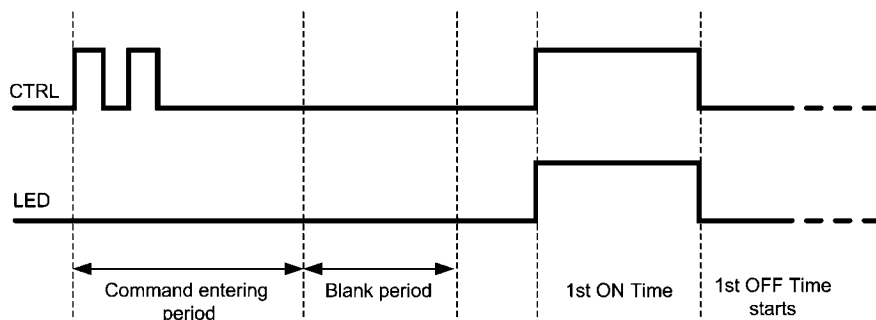 CTRL
LED
Command entering
period
Blank period
1st ON Time
1st OFF Time
starts